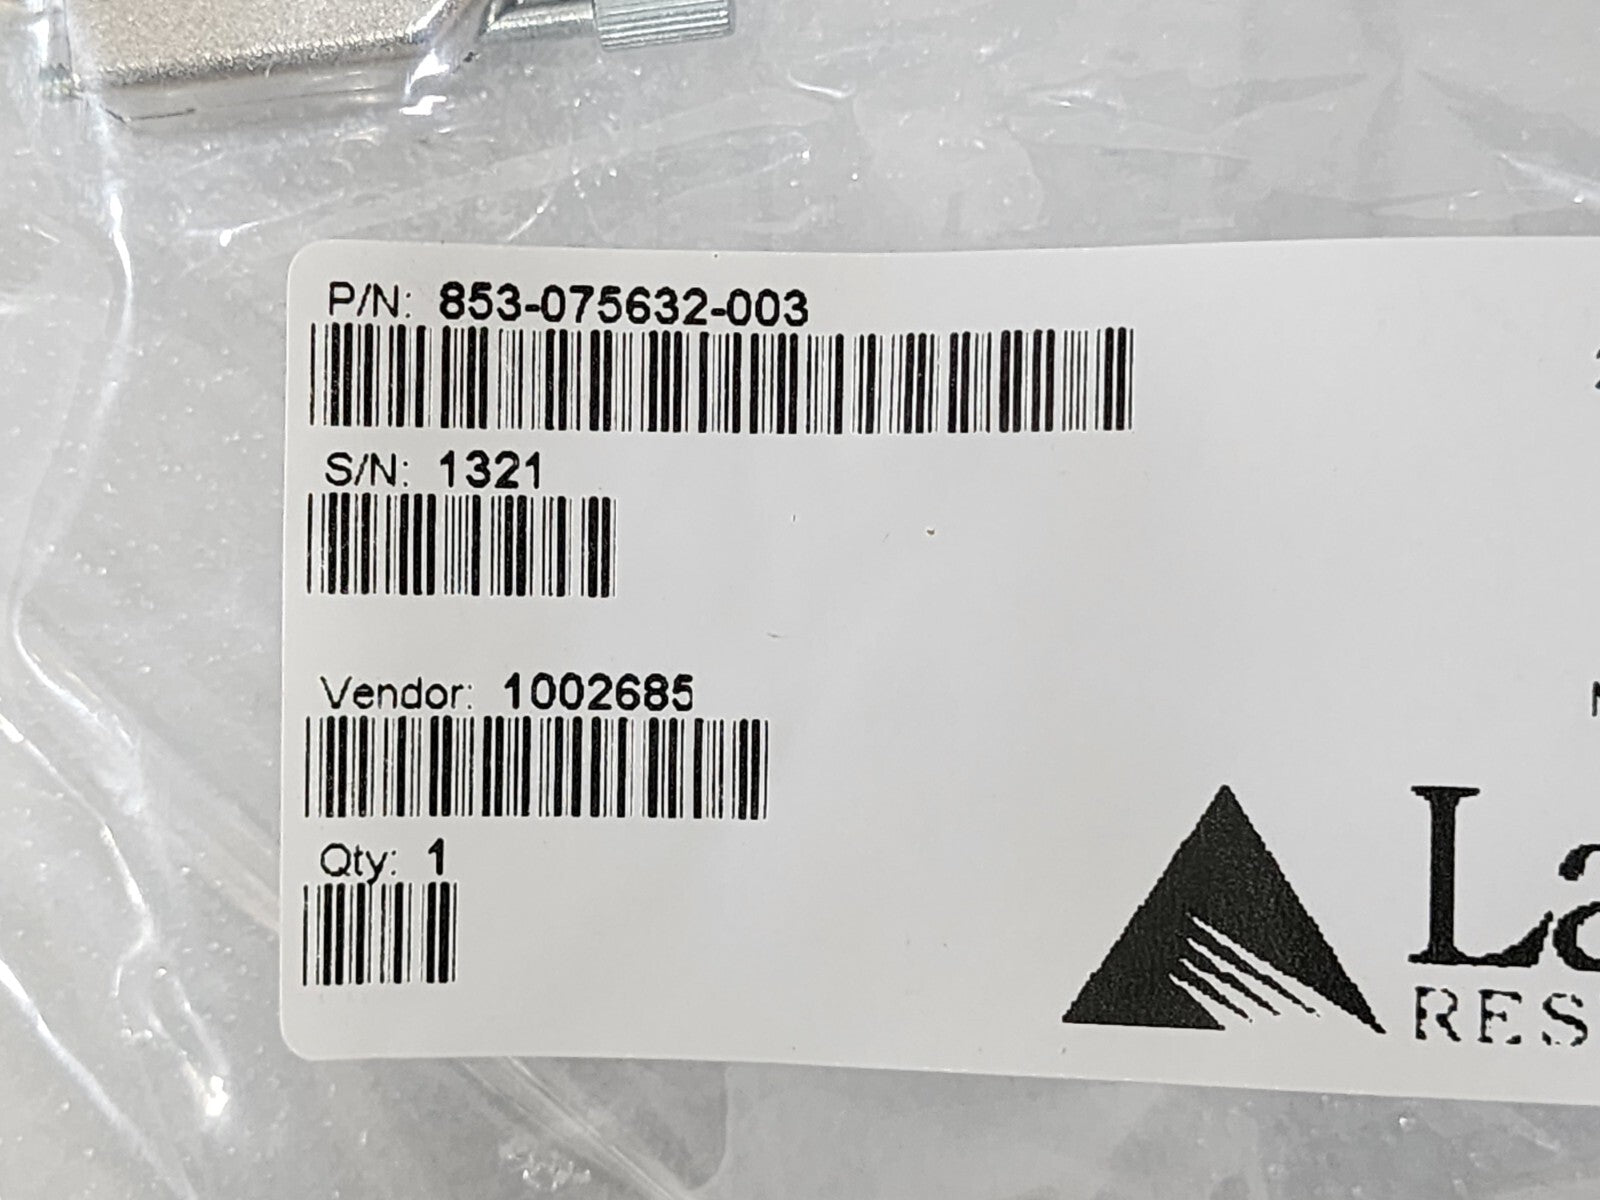 P/N: 853-075632-003
S/N: 1321
Vendor: 1002685
Qty: 1
La
RES